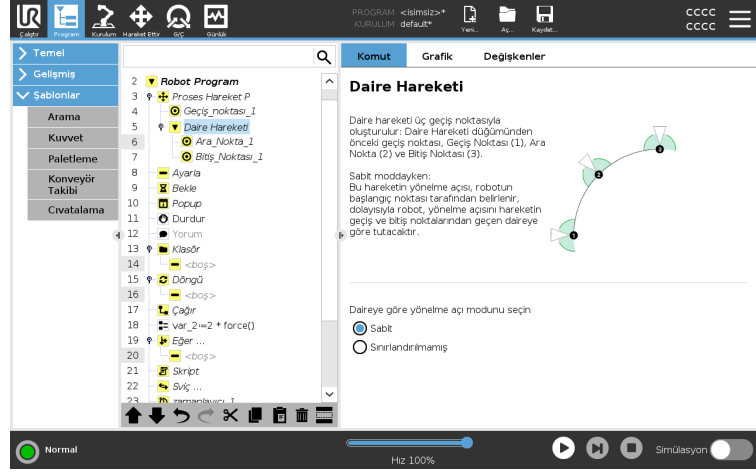 UR
Çalıştır
Program
Kurulum
Hareket Ettir
G/Ç
Günlük
PROGRAM <isimsiz>*
KURULUM default*
Yeni...
Aç...
Kaydet...
cccc
cccc
Temel
Gelişmiş
Şablonlar
Arama
Kuvvet
Paletleme
Konveyör
Takibi
Cıvatalama
2 Robot Program
3 Proses Hareket P
4 Geçiş_noktası_1
5 Daire Hareketi
6 Ara_Nokta_1
7 Bitiş_Noktası_1
8 Ayarla
9 Bekle
10 Popup
11 Durdur
12 Yorum
13 Klasör
14 <boş>
15 Döngü
16 <boş>
17 Çağır
18 var_2:=2 * force()
19 Eğer ...
20 <boş>
21 Skript
22 Sviç ...
23 zamanlayıcı_1
Komut
Grafik
Değişkenler
Daire Hareketi
Daire hareketi üç geçiş noktasıyla
oluşturulur: Daire Hareketi düğümünden
önceki geçiş noktası, Geçiş Noktası (1), Ara
Nokta (2) ve Bitiş Noktası (3).
Sabit moddayken:
Bu hareketin yönelme açısı, robotun
başlangıç noktası tarafından belirlenir,
dolayısıyla robot, yönelme açısını hareketin
geçiş ve bitiş noktalarından geçen daireye
göre tutacaktır.
1
2
3
Daireye göre yönelme açı modunu seçin
Sabit
Sınırlandırılmamış
Normal
Hız 100%
Simülasyon